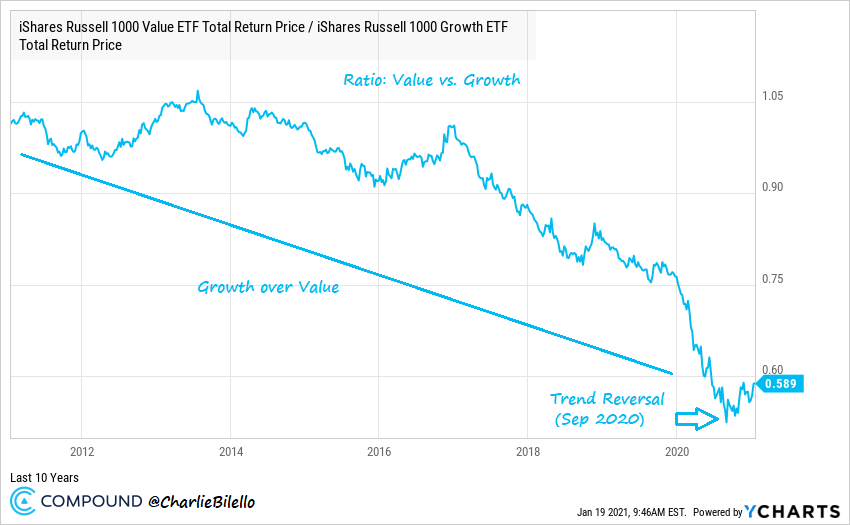 iShares Russell 1000 Value ETF Total Return Price / iShares Russell 1000 Growth ETF
Total Return Price
Ratio: Value vs. Growth
1.05
0.90
Growth over Value
0.75
0.60
0.589
Trend Reversal
(Sep 2020)
2012 2014 2016 2018 2020
Last 10 Years
COMPOUND @CharlieBilello
Jan 19 2021, 9:46AM EST. Powered by YCHARTS